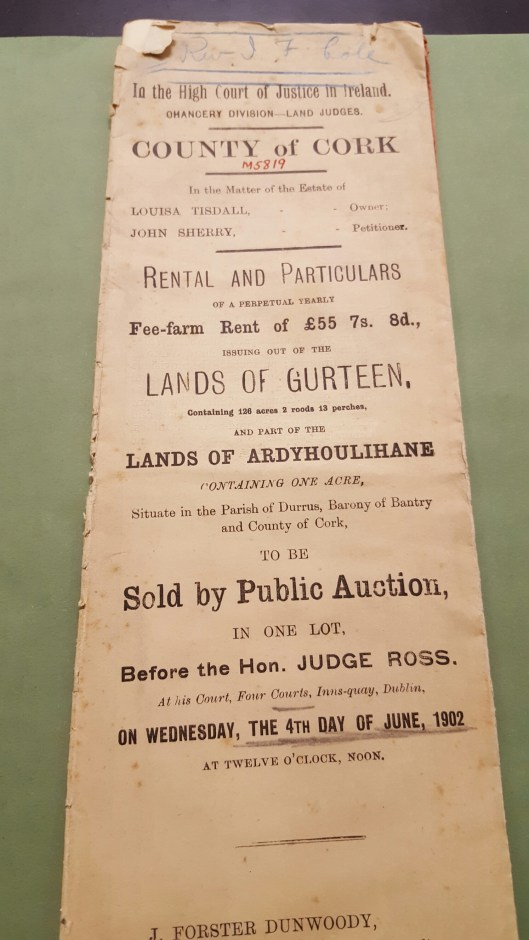 Rev J F Cole
In the High Court of Justice in Ireland.
CHANCERY DIVISION—LAND JUDGES.
COUNTY of CORK
M5819
In the Matter of the Estate of
LOUISA TISDALL, - - Owner;
JOHN SHERRY, - - Petitioner.
RENTAL AND PARTICULARS
OF A PERPETUAL YEARLY
Fee-farm Rent of £55 7s. 8d.,
ISSUING OUT OF THE
LANDS OF GURTEEN,
Containing 126 acres 2 roods 13 perches,
AND PART OF THE
LANDS OF ARDYHOULIHANE
CONTAINING ONE ACRE,
Situate in the Parish of Durrus, Barony of Bantry
and County of Cork,
TO BE
Sold by Public Auction,
IN ONE LOT,
Before the Hon. JUDGE ROSS.
At his Court, Four Courts, Inns-quay, Dublin,
ON WEDNESDAY, THE 4TH DAY OF JUNE, 1902
AT TWELVE O'CLOCK, NOON.
J. FORSTER DUNWOODY,